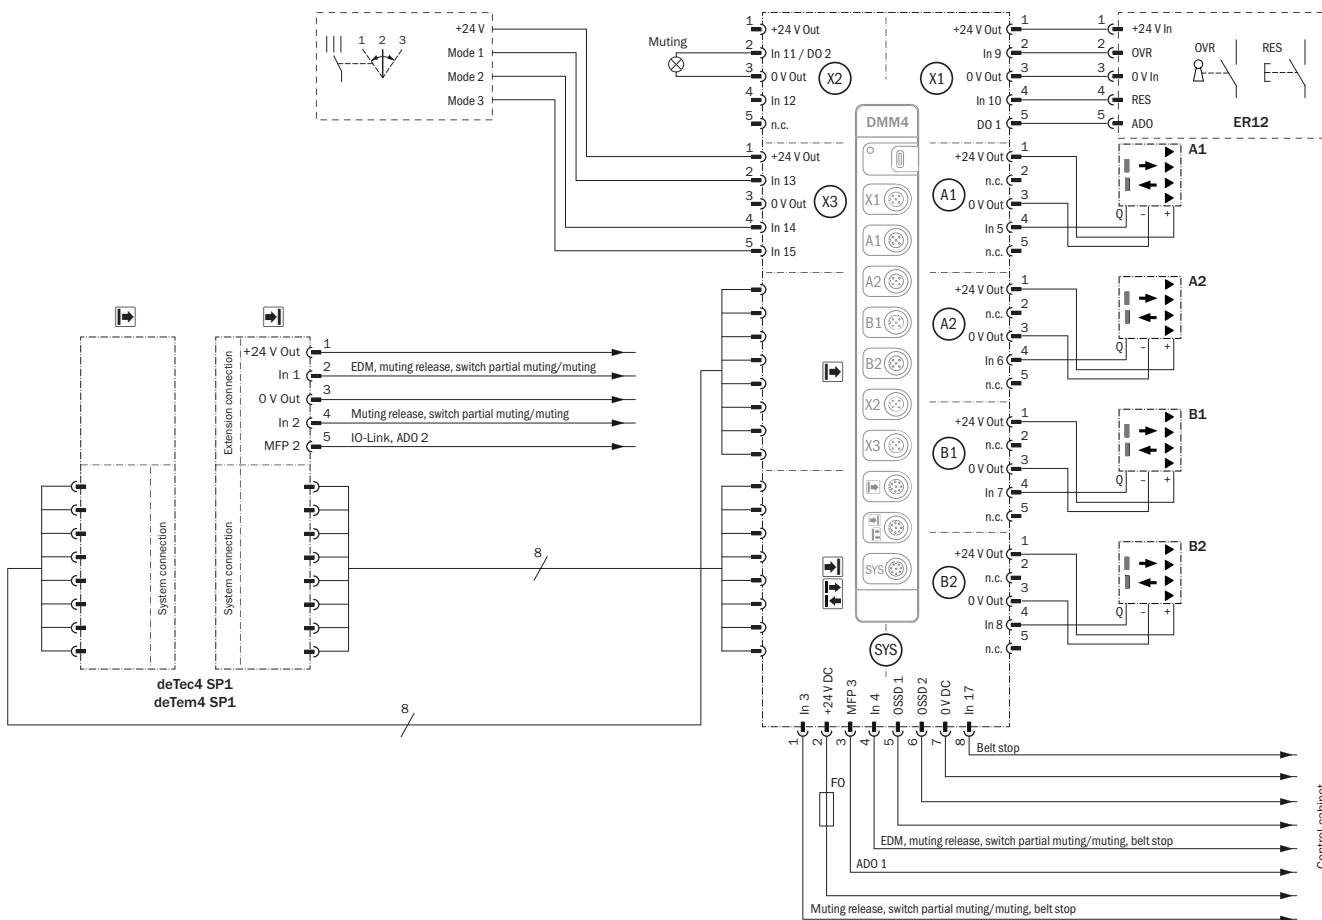 +24 V
Mode 1
Mode 2
Mode 3
1 2 3
Muting
1 +24 V Out
2 In 11 / DO 2
3 0 V Out
4 In 12
5 n.c.
X2
X1
+24 V Out 1
In 9 2
0 V Out 3
In 10 4
DO 1 5
1 +24 V In
2 OVR
3 0 V In
4 RES
5 ADO
OVR RES
ER12
1 +24 V Out
2 In 13
3 0 V Out
4 In 14
5 In 15
X3
DMM4
X1
A1
A2
B1
B2
X2
X3
SYS
A1
+24 V Out 1
n.c. 2
0 V Out 3
In 5 4
n.c. 5
A1
Q – +
A2
+24 V Out 1
n.c. 2
0 V Out 3
In 6 4
n.c. 5
A2
Q – +
B1
+24 V Out 1
n.c. 2
0 V Out 3
In 7 4
n.c. 5
B1
Q – +
B2
+24 V Out 1
n.c. 2
0 V Out 3
In 8 4
n.c. 5
B2
Q – +
Extension connection
+24 V Out 1
In 1 2 EDM, muting release, switch partial muting/muting
0 V Out 3
In 2 4 Muting release, switch partial muting/muting
MFP 2 5 IO-Link, ADO 2
System connection
System connection
8
8
deTec4 SP1
deTem4 SP1
SYS
In 3
+24 V DC
MFP 3
In 4
OSSD 1
OSSD 2
0 V DC
In 17
1 2 3 4 5 6 7 8
Belt stop
F0
EDM, muting release, switch partial muting/muting, belt stop
ADO 1
Muting release, switch partial muting/muting, belt stop
Control cabinet